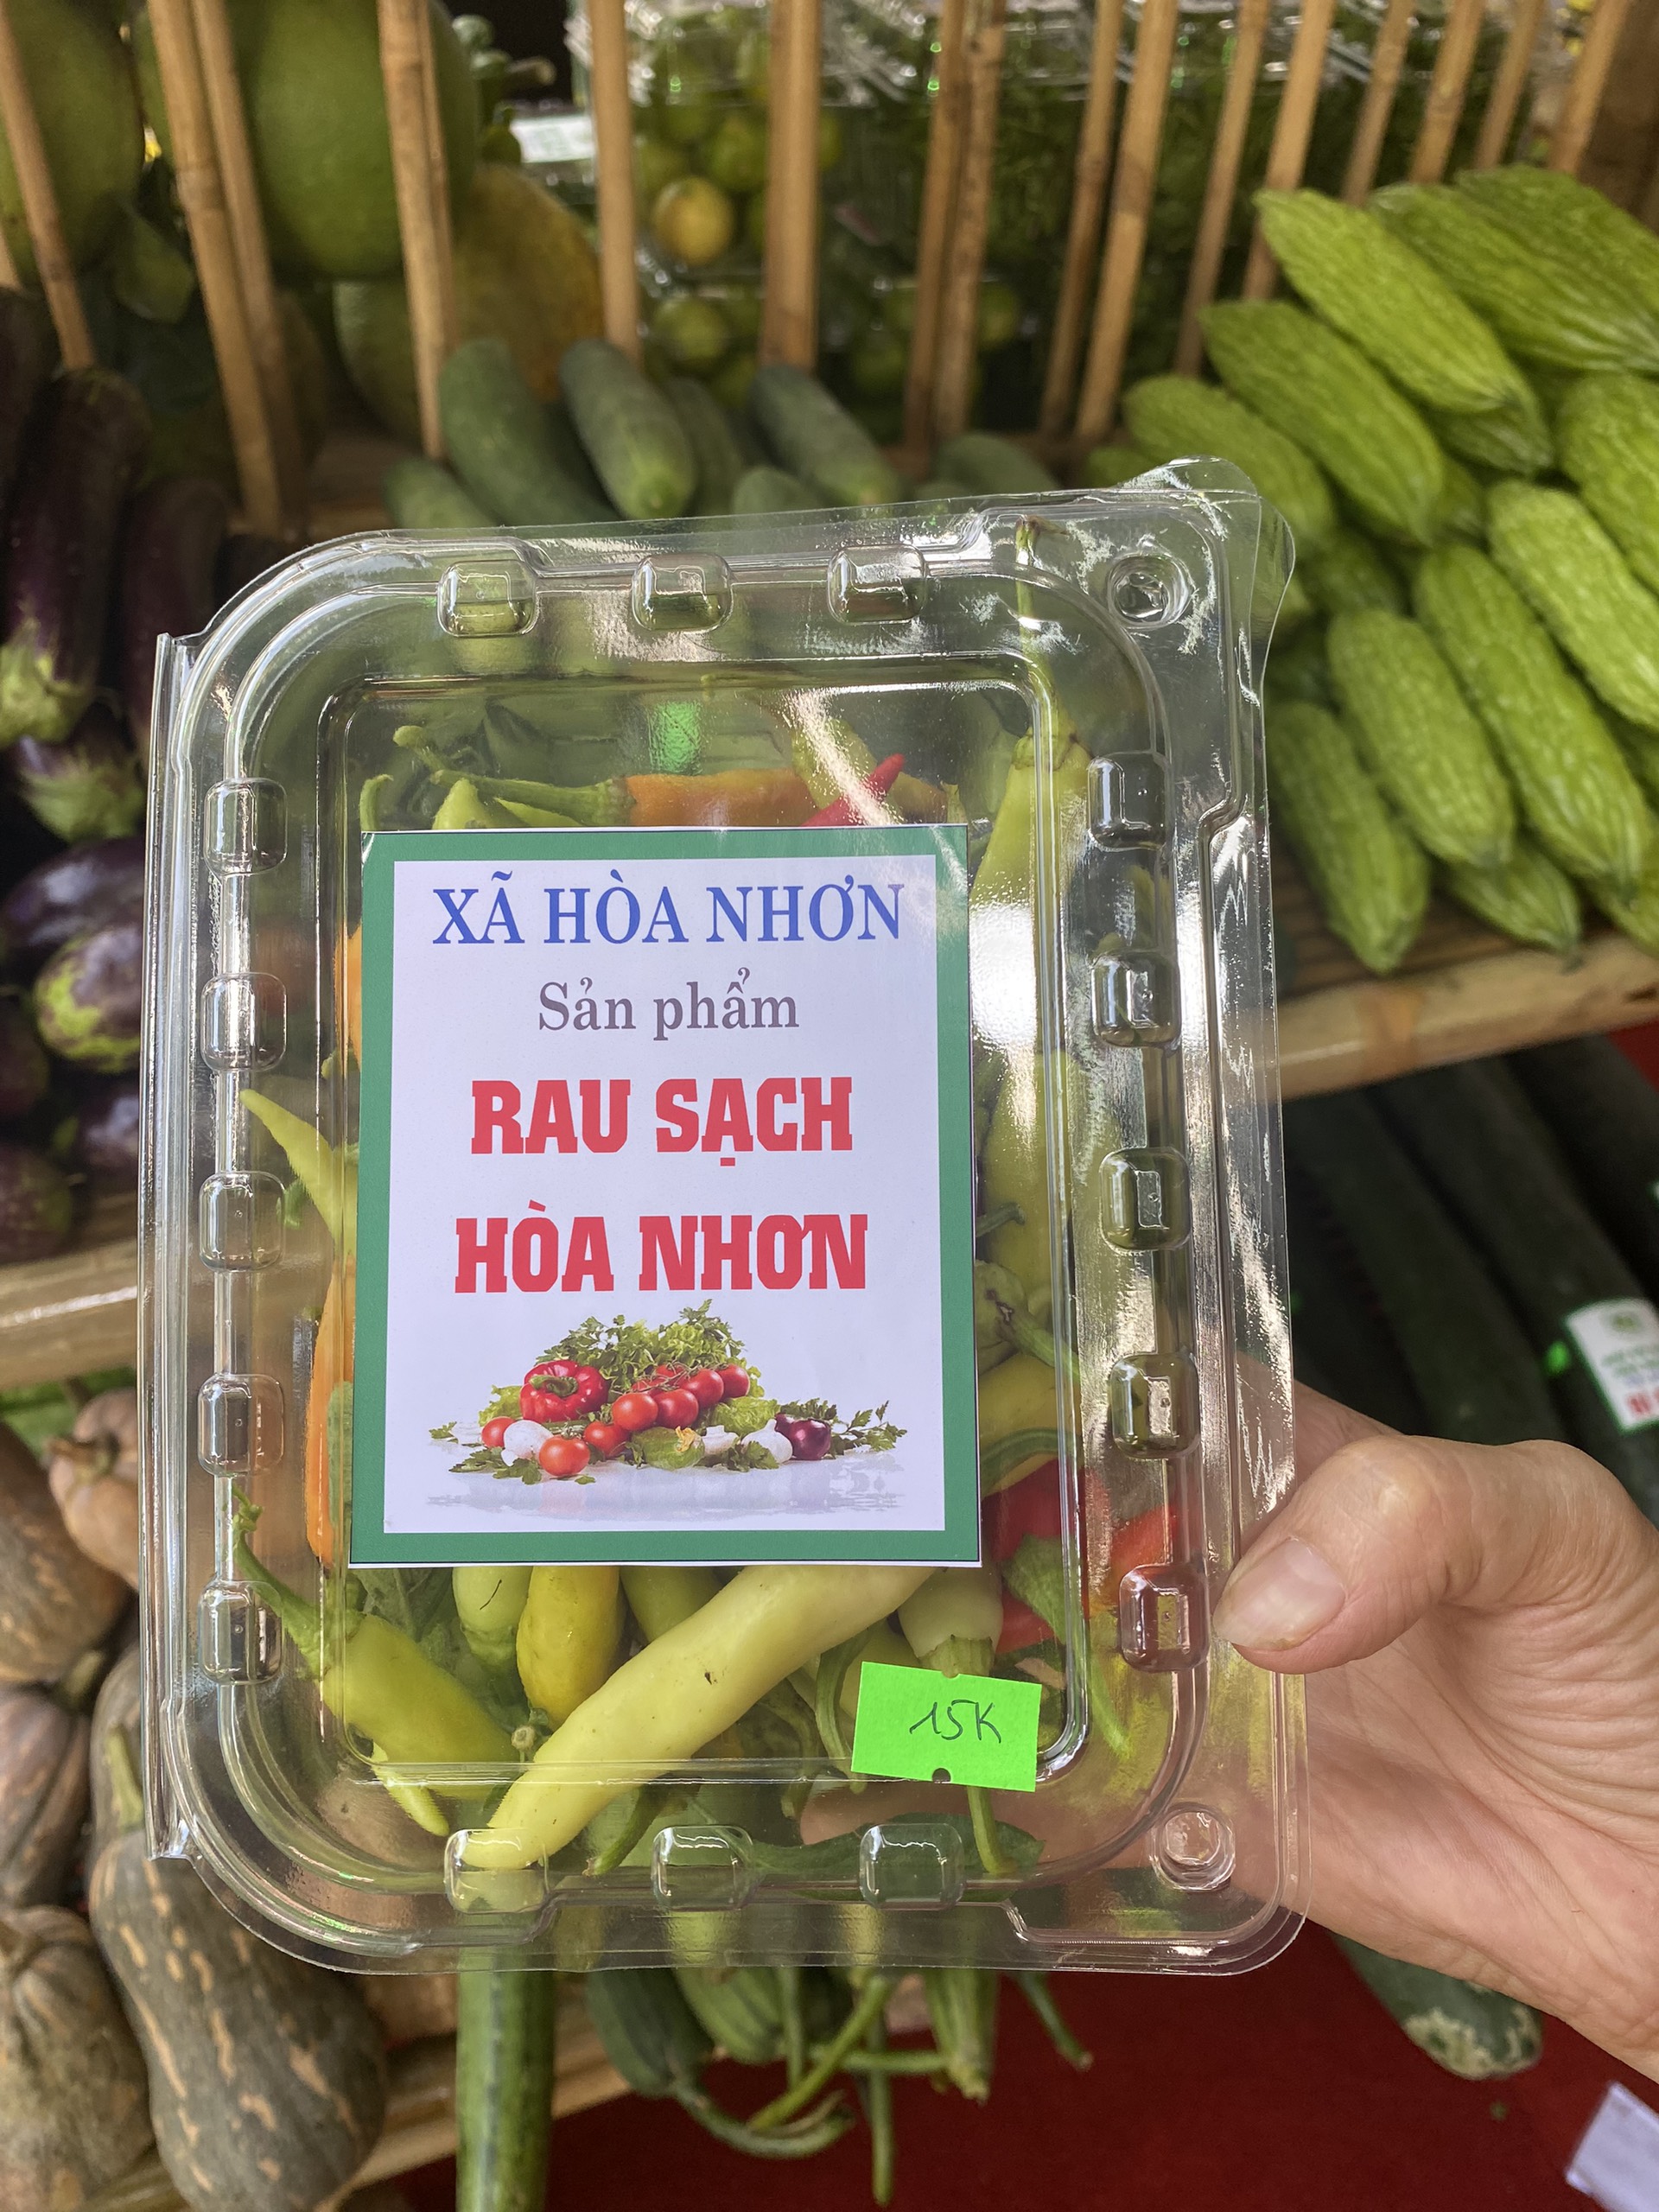 XÃ HÒA NHƠN
Sản phẩm
RAU SẠCH
HÒA NHƠN
15K